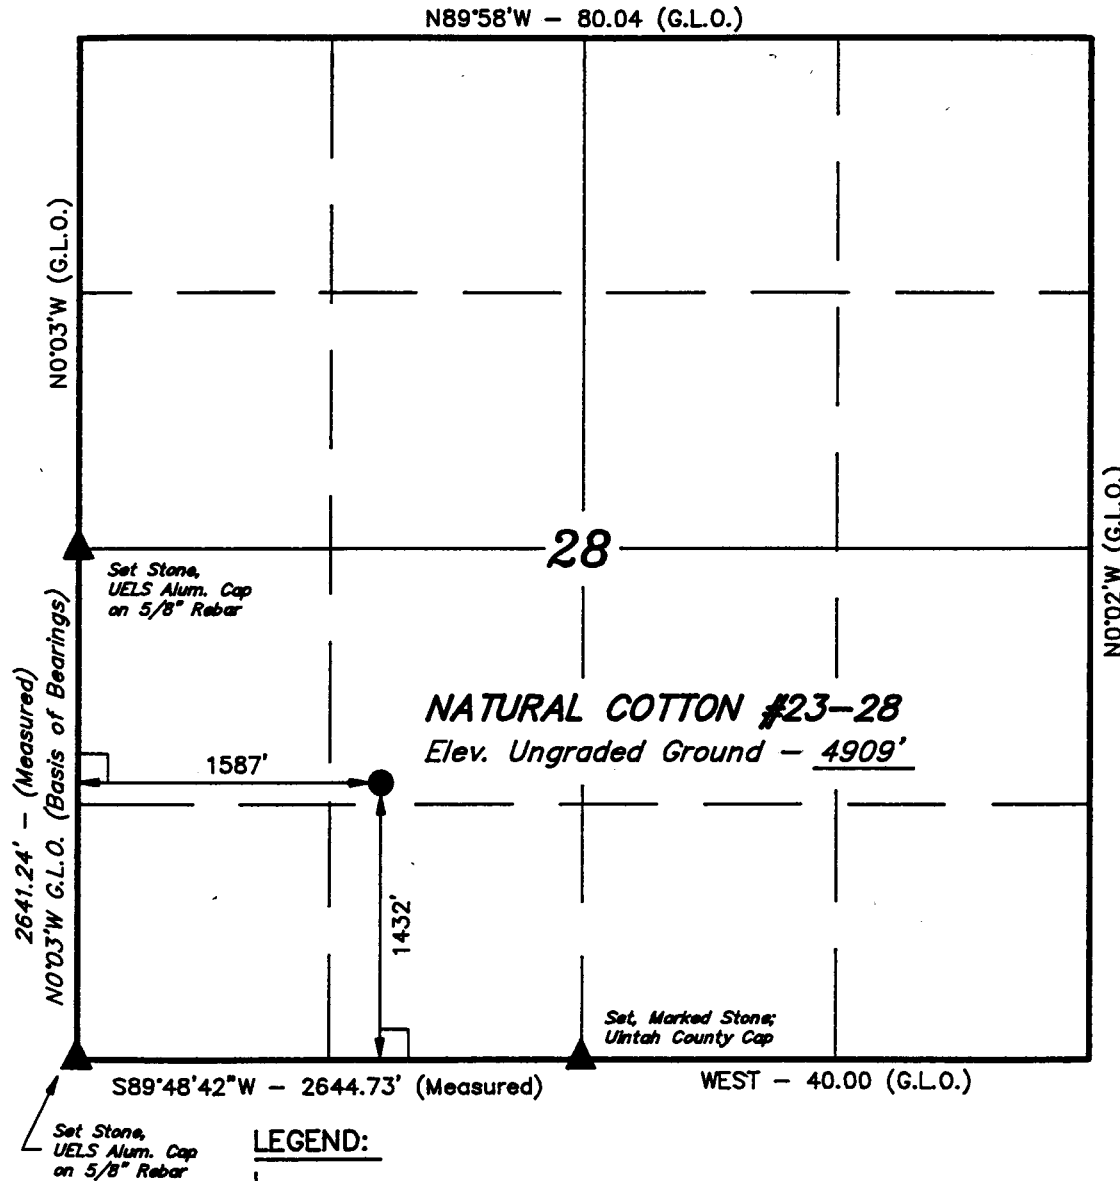 N89°58'W - 80.04 (G.L.O.)
N0°03'W (G.L.O.)
28
N0°02'W (G.L.O.)
Set Stone,
UELS Alum. Cap
on 5/8" Rebar
2641.24' - (Measured)
N0°03'W G.L.O. (Basis of Bearings)
NATURAL COTTON #23-28
Elev. Ungraded Ground - 4909'
1587'
1432'
Set, Marked Stone;
Uintah County Cap
S89°48'42"W - 2644.73' (Measured)
WEST - 40.00 (G.L.O.)
Set Stone,
UELS Alum. Cap
on 5/8" Rebar
LEGEND: